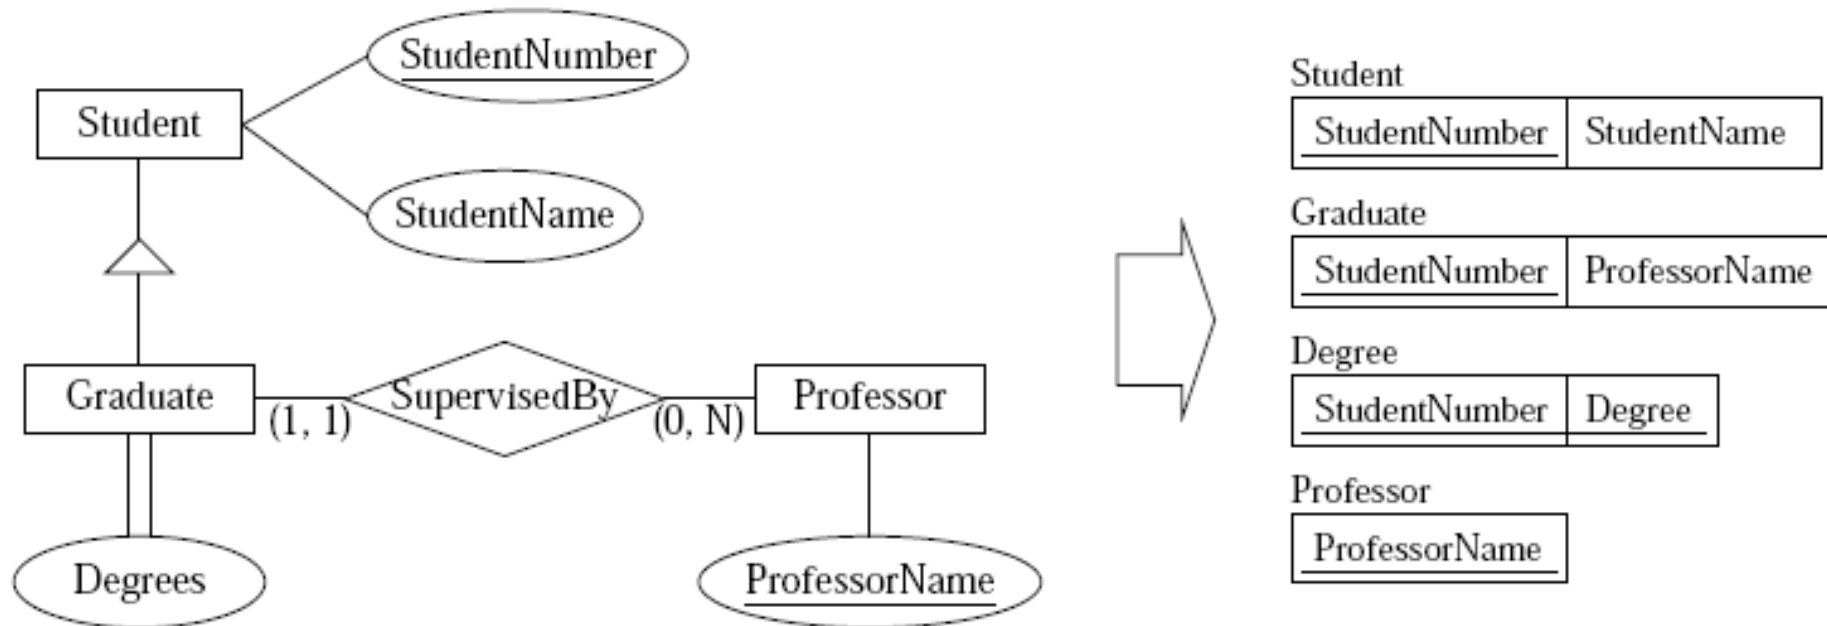 StudentNumber
Student
StudentName
Graduate
(1, 1)
SupervisedBy
(0, N)
Professor
Degrees
ProfessorName
Student
StudentNumber StudentName
Graduate
StudentNumber ProfessorName
Degree
StudentNumber Degree
Professor
ProfessorName